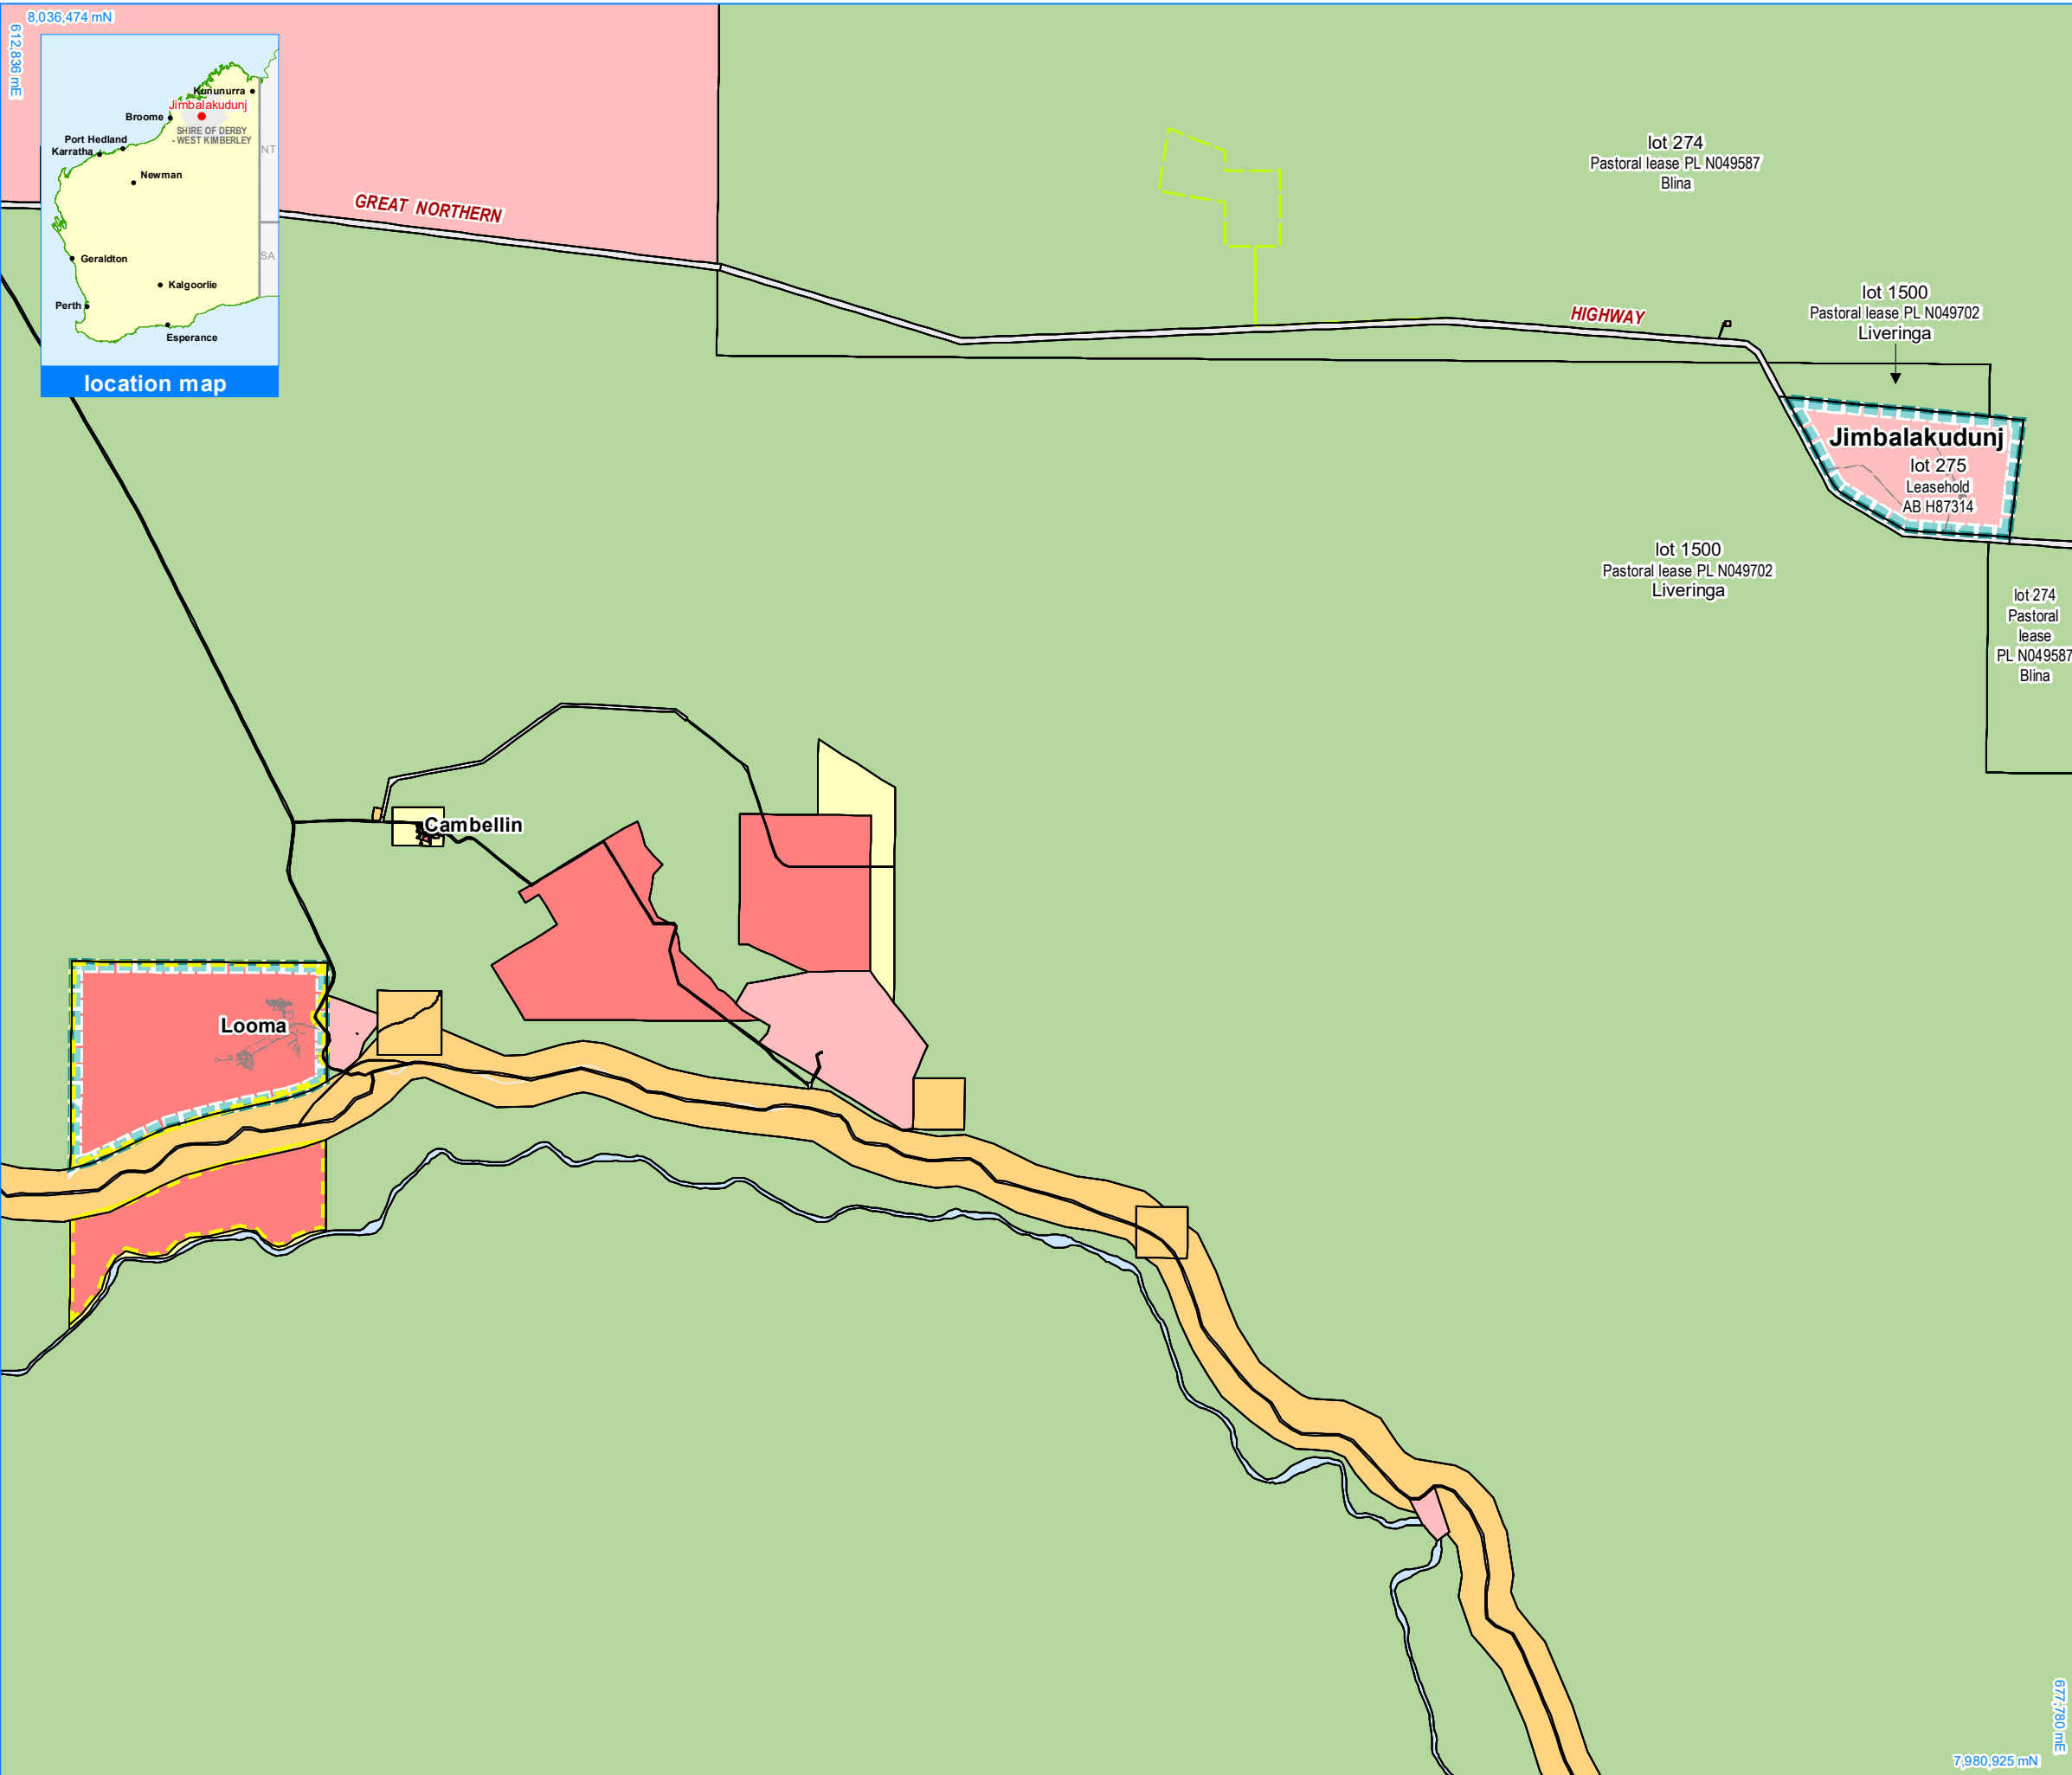 8,036,474 mN
612,836 mE
Kununurra
Jimbalakudunj
Broome
SHIRE OF DERBY
- WEST KIMBERLEY
Port Hedland
Karratha
NT
Newman
SA
Geraldton
Kalgoorlie
Perth
Esperance
location map
GREAT NORTHERN
HIGHWAY
lot 274
Pastoral lease PL N049587
Blina
lot 1500
Pastoral lease PL N049702
Liveringa
Jimbalakudunj
lot 275
Leasehold
AB H87314
lot 1500
Pastoral lease PL N049702
Liveringa
lot 274
Pastoral
lease
PL N049587
Blina
Cambellin
Looma
677,780 mE
7,980,925 mN